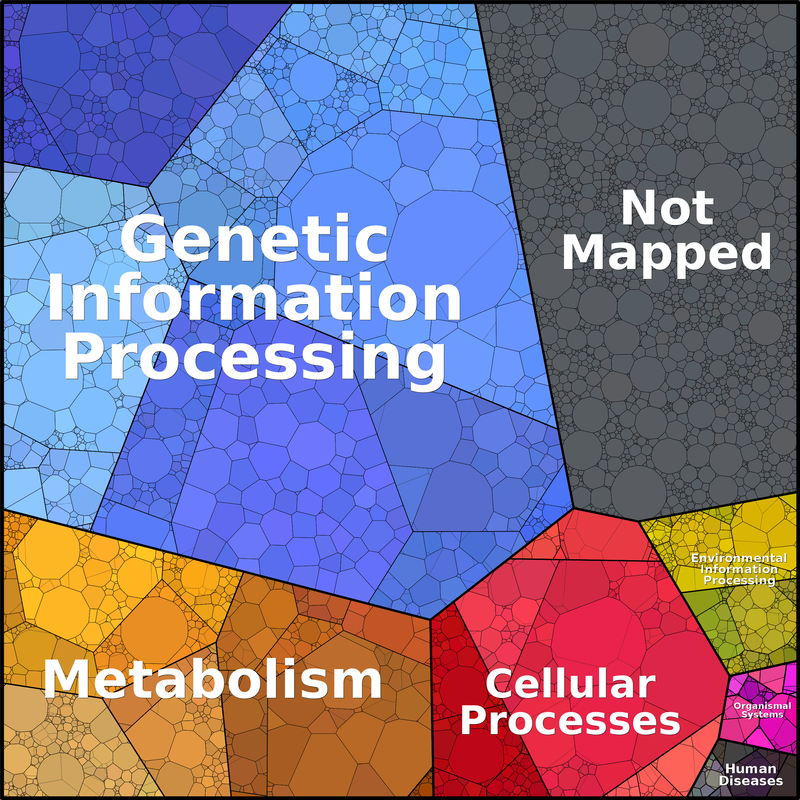 Genetic
Information
Processing
Not
Mapped
Environmental
Information
Processing
Metabolism
Cellular
Processes
Organismal
Systems
Human
Diseases